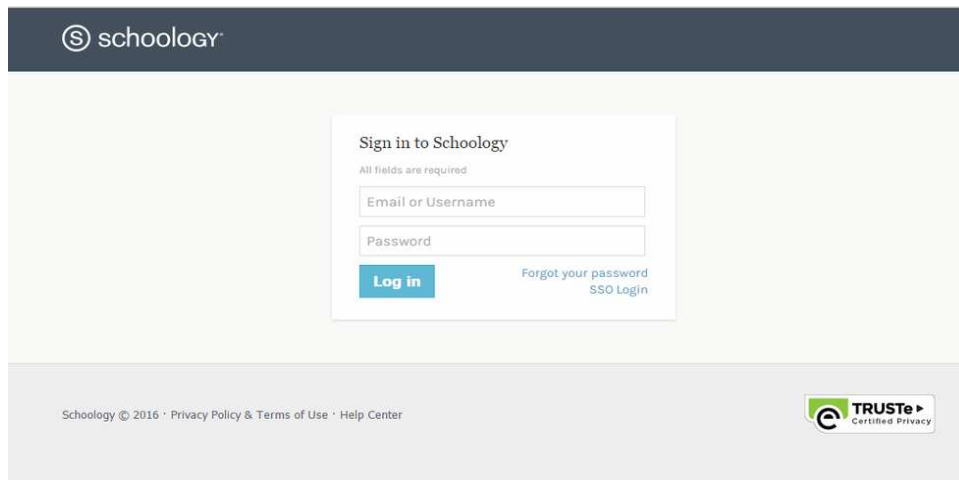 S schoology
Sign in to Schoology
All fields are required
Email or Username
Password
Log in
Forgot your password
SSO Login
Schoology © 2016 · Privacy Policy & Terms of Use · Help Center
e TRUSTe
Certified Privacy